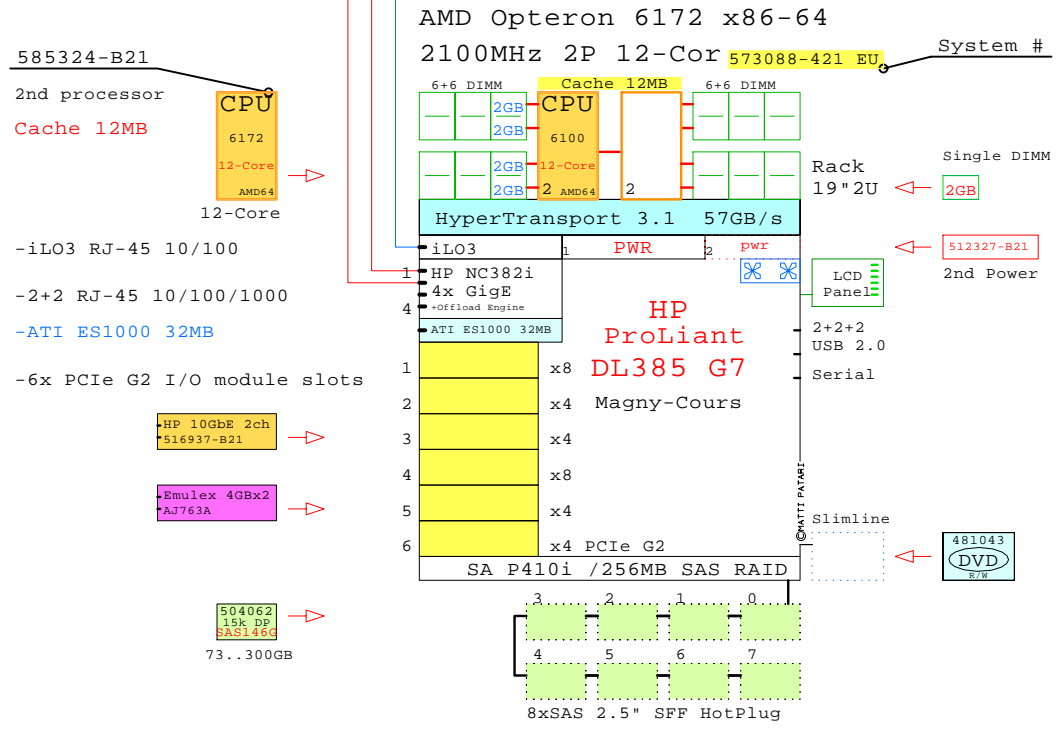 AMD Opteron 6172 x86-64
2100MHz 2P 12-Cor
573088-421 EU
System #
585324-B21
2nd processor
Cache 12MB
CPU
6172
12-Core
AMD64
12-Core
6+6 DIMM
Cache 12MB
6+6 DIMM
2GB
2GB
2GB
2GB
CPU
6100
12-Core
2 AMD64
2
Rack
19"2U
Single DIMM
2GB
HyperTransport 3.1 57GB/s
iLO3
1
PWR
2
pwr
512327-B21
2nd Power
-iLO3 RJ-45 10/100
-2+2 RJ-45 10/100/1000
-ATI ES1000 32MB
-6x PCIe G2 I/O module slots
1
HP NC382i
4x GigE
4
+Offload Engine
ATI ES1000 32MB
LCD
Panel
HP
ProLiant
DL385 G7
Magny-Cours
2+2+2
USB 2.0
Serial
1
x8
2
x4
3
x4
4
x8
5
x4
6
x4 PCIe G2
HP 10GbE 2ch
516937-B21
Emulex 4GBx2
AJ763A
©MATTI PATARI
Slimline
481043
DVD
R/W
SA P410i /256MB SAS RAID
504062
15k DP
SAS146G
73..300GB
3
2
1
0
4
5
6
7
8xSAS 2.5" SFF HotPlug